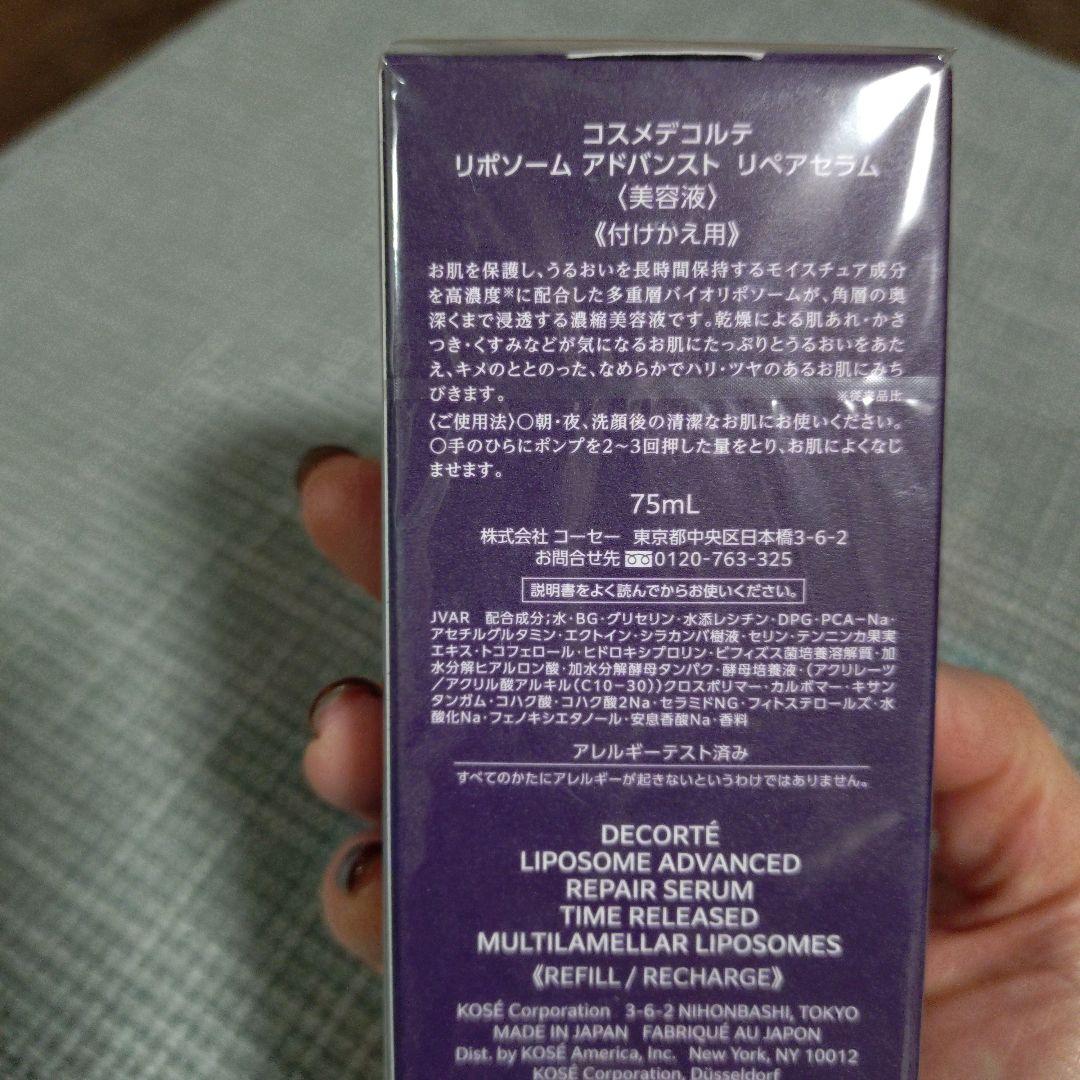 コスメデコルテ
リポソーム アドバンスト リペアセラム
〈美容液〉
《付けかえ用》
お肌を保護し、うるおいを長時間保持するモイスチュア成分
を高濃度※に配合した多重層バイオリポソームが、角層の奥
深くまで浸透する濃縮美容液です。乾燥による肌あれ・かさ
つき・くすみなどが気になるお肌にたっぷりとうるおいをあた
え、キメのととのった、なめらかでハリ・ツヤのあるお肌にみち
びきます。 ※従来品比
〈ご使用法〉○朝・夜、洗顔後の清潔なお肌にお使いください。
○手のひらにポンプを2〜3回押した量をとり、お肌によくなじ
ませます。
75mL
株式会社 コーセー 東京都中央区日本橋3-6-2
お問合せ先 0120-763-325
説明書をよく読んでからお使いください。
JVAR 配合成分;水・BG・グリセリン・水添レシチン・DPG・PCA-Na・
アセチルグルタミン・エクトイン・シラカンバ樹液・セリン・テンニンカ果実
エキス・トコフェロール・ヒドロキシプロリン・ビフィズス菌培養溶解質・加
水分解ヒアルロン酸・加水分解酵母タンパク・酵母培養液・(アクリレーツ
/アクリル酸アルキル(C10-30))クロスポリマー・カルボマー・キサン
タンガム・コハク酸・コハク酸2Na・セラミドNG・フィトステロールズ・水
酸化Na・フェノキシエタノール・安息香酸Na・香料
アレルギーテスト済み
すべてのかたにアレルギーが起きないというわけではありません。
DECORTÉ
LIPOSOME ADVANCED
REPAIR SERUM
TIME RELEASED
MULTILAMELLAR LIPOSOMES
《REFILL / RECHARGE》
KOSÉ Corporation 3-6-2 NIHONBASHI, TOKYO
MADE IN JAPAN FABRIQUÉ AU JAPON
Dist. by KOSÉ America, Inc. New York, NY 10012
KOSÉ Corporation, Düsseldorf